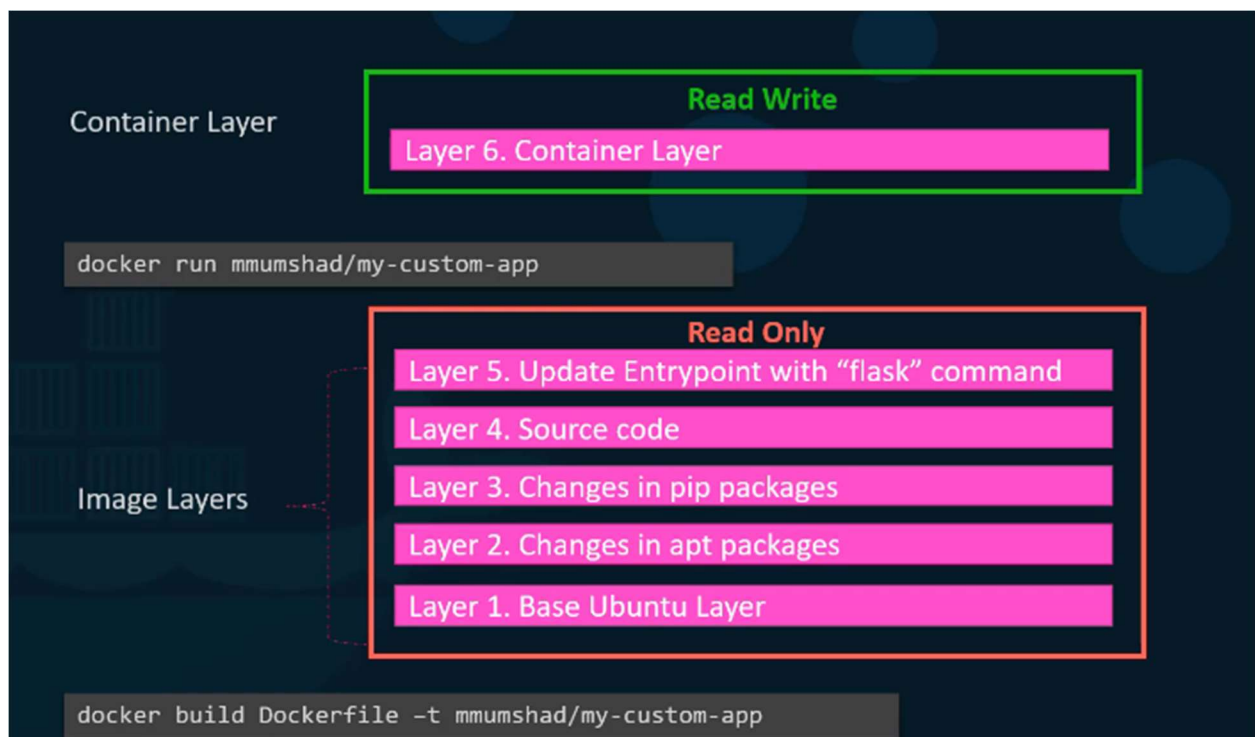 Read Write
Container Layer
Layer 6. Container Layer
docker run mmumshad/my-custom-app
Read Only
Layer 5. Update Entrypoint with “flask” command
Layer 4. Source code
Layer 3. Changes in pip packages
Image Layers
Layer 2. Changes in apt packages
Layer 1. Base Ubuntu Layer
docker build Dockerfile –t mmumshad/my-custom-app